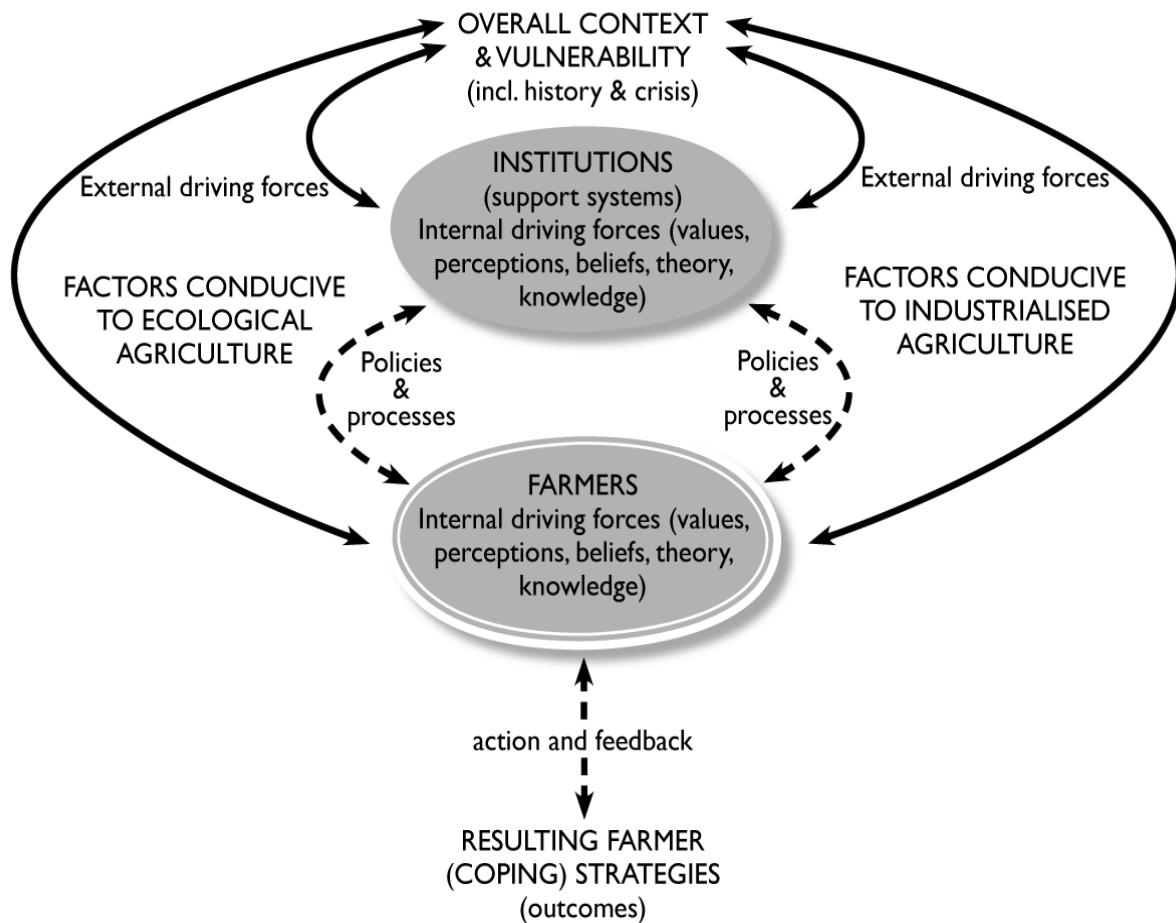 OVERALL CONTEXT
& VULNERABILITY
(incl. history & crisis)
External driving forces
INSTITUTIONS
(support systems)
Internal driving forces (values,
perceptions, beliefs, theory,
knowledge)
External driving forces
FACTORS CONDUCIVE
TO ECOLOGICAL
AGRICULTURE
FACTORS CONDUCIVE
TO INDUSTRIALISED
AGRICULTURE
Policies
&
processes
Policies
&
processes
FARMERS
Internal driving forces (values,
perceptions, beliefs, theory,
knowledge)
action and feedback
RESULTING FARMER
(COPING) STRATEGIES
(outcomes)